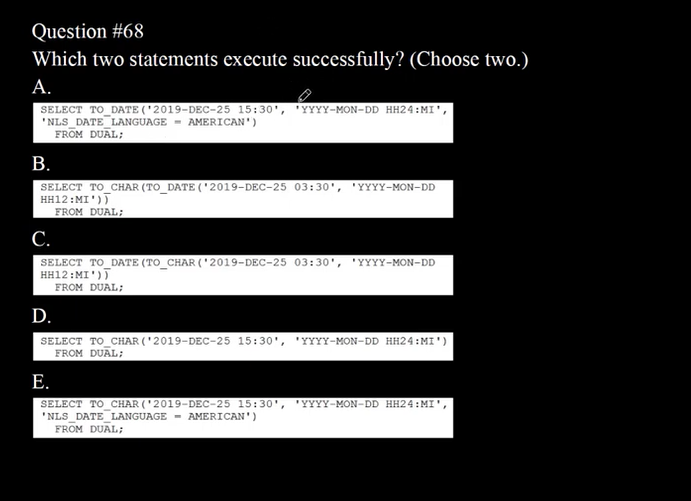 Question #68
Which two statements execute successfully? (Choose two.)
A.
SELECT TO_DATE('2019-DEC-25 15:30', 'YYYY-MON-DD HH24:MI',
'NLS_DATE_LANGUAGE = AMERICAN')
FROM DUAL;
B.
SELECT TO_CHAR(TO_DATE('2019-DEC-25 03:30', 'YYYY-MON-DD
HH12:MI'))
FROM DUAL;
C.
SELECT TO_DATE(TO_CHAR('2019-DEC-25 03:30', 'YYYY-MON-DD
HH12:MI'))
FROM DUAL;
D.
SELECT TO_CHAR('2019-DEC-25 15:30', 'YYYY-MON-DD HH24:MI')
FROM DUAL;
E.
SELECT TO_CHAR('2019-DEC-25 15:30', 'YYYY-MON-DD HH24:MI',
'NLS_DATE_LANGUAGE = AMERICAN')
FROM DUAL;